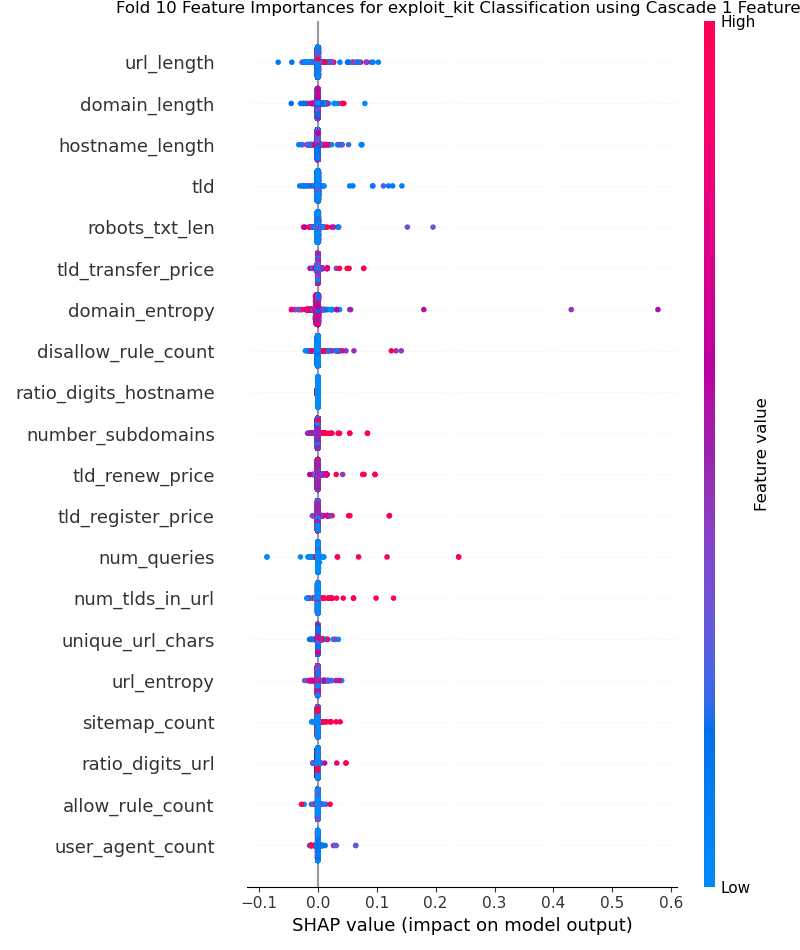 Fold 10 Feature Importances for exploit_kit Classification using Cascade 1 Feature
High
url_length
domain_length
hostname_length
tld
robots_txt_len
tld_transfer_price
domain_entropy
disallow_rule_count
ratio_digits_hostname
number_subdomains
tld_renew_price
tld_register_price
num_queries
num_tlds_in_url
unique_url_chars
url_entropy
sitemap_count
ratio_digits_url
allow_rule_count
user_agent_count
Feature value
Low
−0.1 0.0 0.1 0.2 0.3 0.4 0.5 0.6
SHAP value (impact on model output)